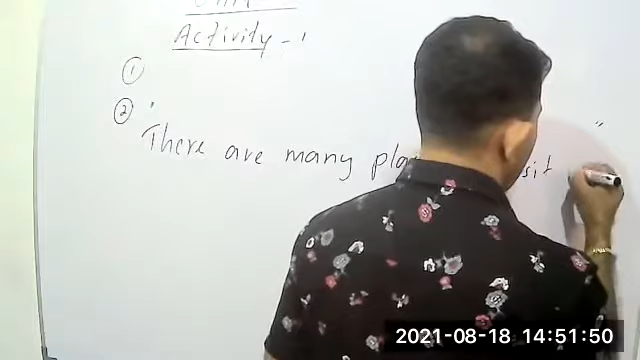 Activity - 1
①
②
There are many pla sit
2021-08-18 14:51:50